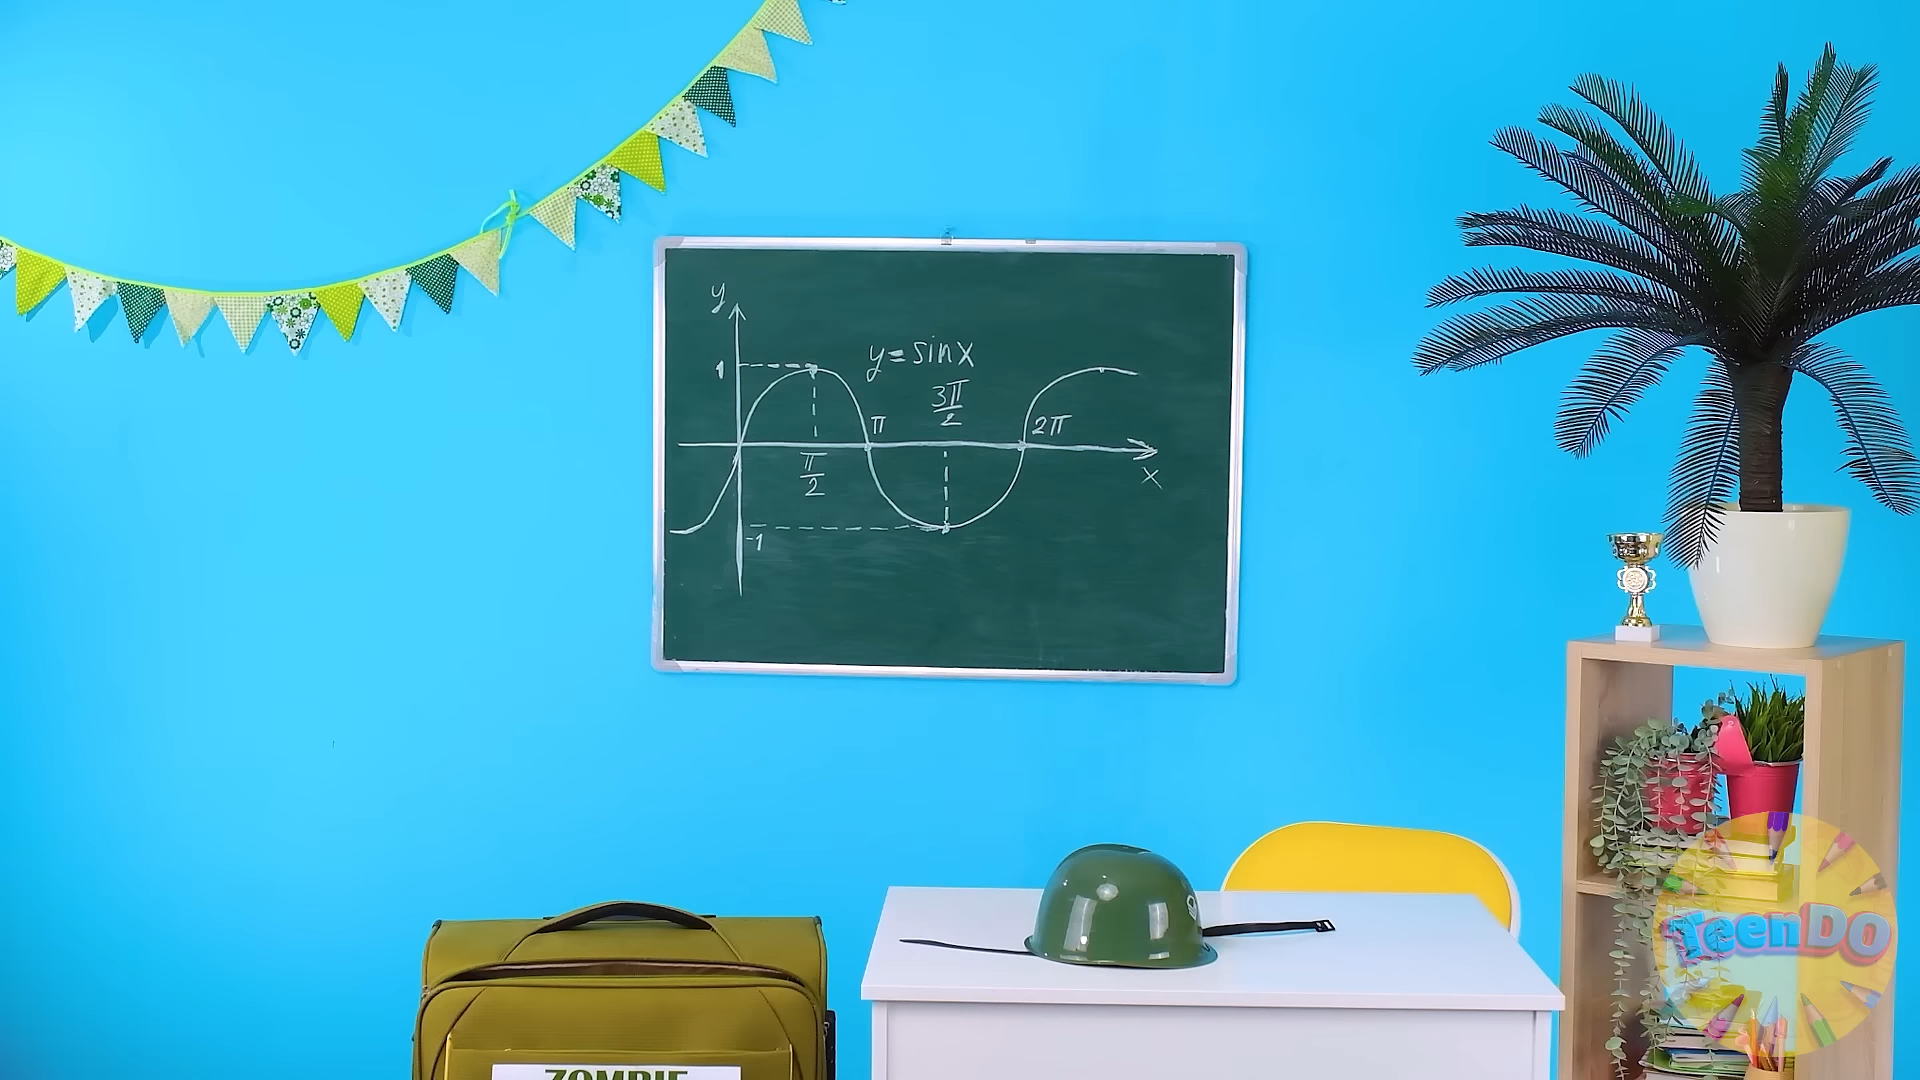 y
1
y=sinx
3π/2
π
2π
x
π/2
-1
TeenDo
ZOMBIE